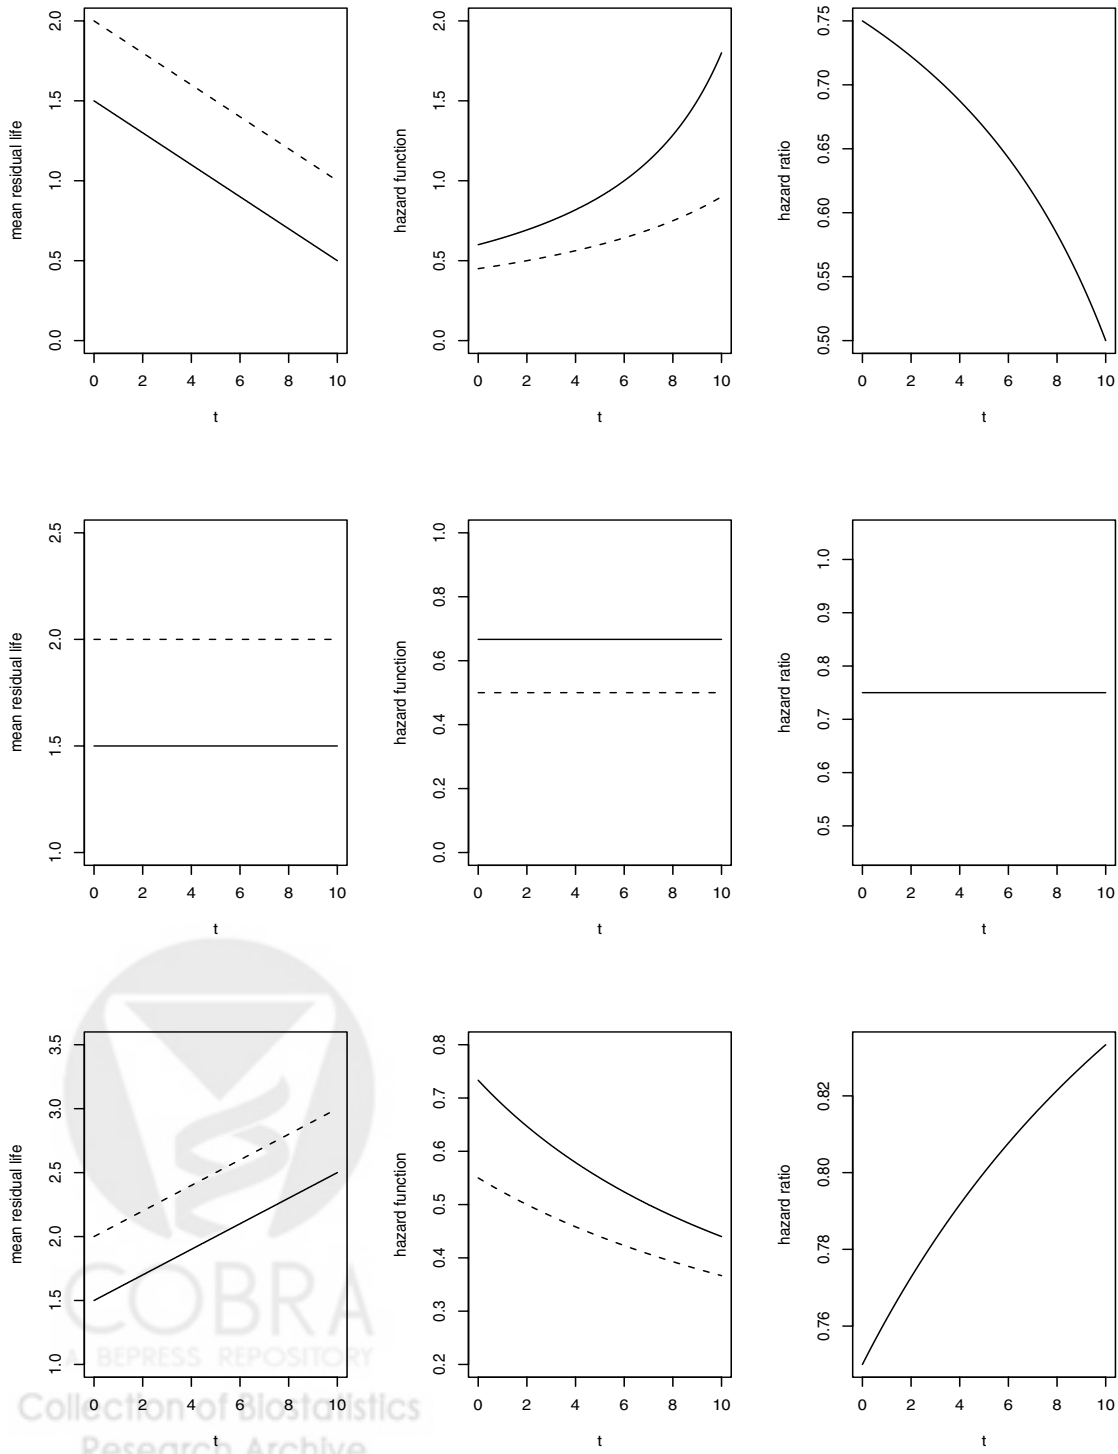 mean residual life
0.0 0.5 1.0 1.5 2.0
0 2 4 6 8 10
t
hazard function
0.0 0.5 1.0 1.5 2.0
0 2 4 6 8 10
t
hazard ratio
0.50 0.55 0.60 0.65 0.70 0.75
0 2 4 6 8 10
t
mean residual life
1.0 1.5 2.0 2.5
0 2 4 6 8 10
t
hazard function
0.0 0.2 0.4 0.6 0.8 1.0
0 2 4 6 8 10
t
hazard ratio
0.5 0.6 0.7 0.8 0.9 1.0
0 2 4 6 8 10
t
mean residual life
1.0 1.5 2.0 2.5 3.0 3.5
0 2 4 6 8 10
t
hazard function
0.2 0.3 0.4 0.5 0.6 0.7 0.8
0 2 4 6 8 10
t
hazard ratio
0.76 0.78 0.80 0.82
0 2 4 6 8 10
t
COBRA
A BEPRESS REPOSITORY
Collection of Biostatistics
Research Archive